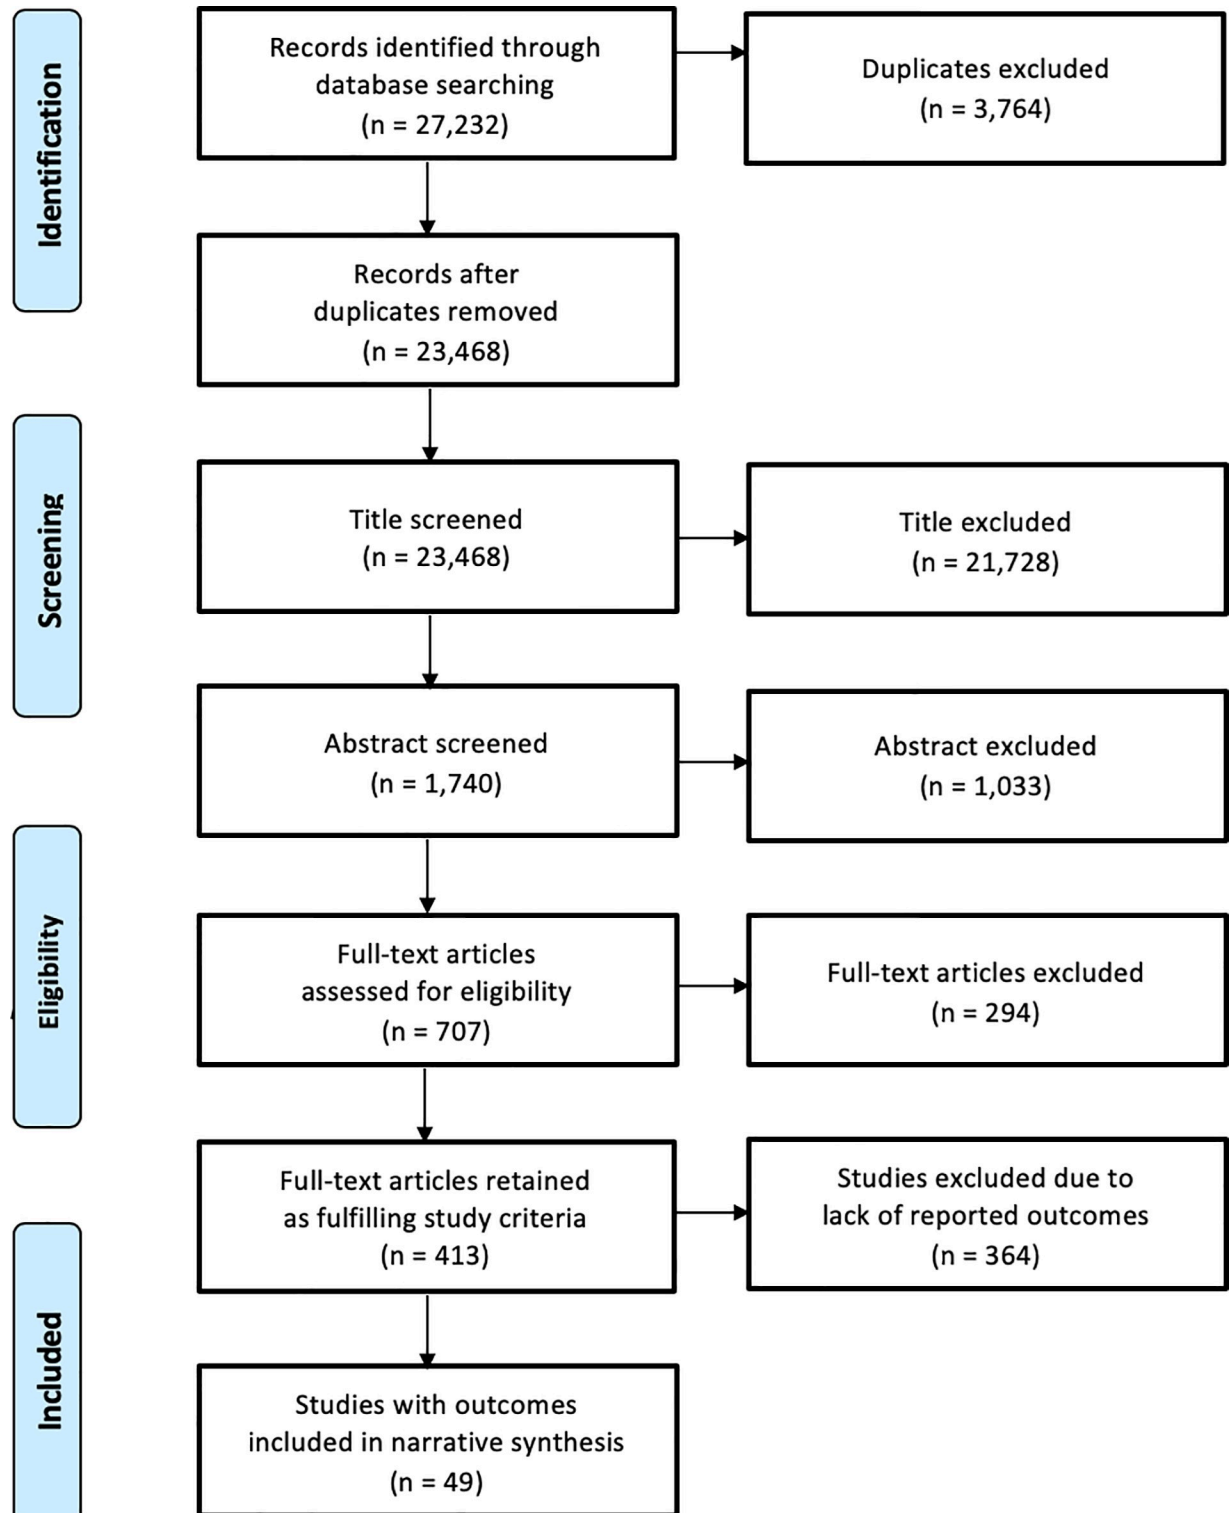 Identification
Records identified through
database searching
(n = 27,232)
Duplicates excluded
(n = 3,764)
Records after
duplicates removed
(n = 23,468)
Screening
Title screened
(n = 23,468)
Title excluded
(n = 21,728)
Abstract screened
(n = 1,740)
Abstract excluded
(n = 1,033)
Eligibility
Full-text articles
assessed for eligibility
(n = 707)
Full-text articles excluded
(n = 294)
Full-text articles retained
as fulfilling study criteria
(n = 413)
Studies excluded due to
lack of reported outcomes
(n = 364)
Included
Studies with outcomes
included in narrative synthesis
(n = 49)